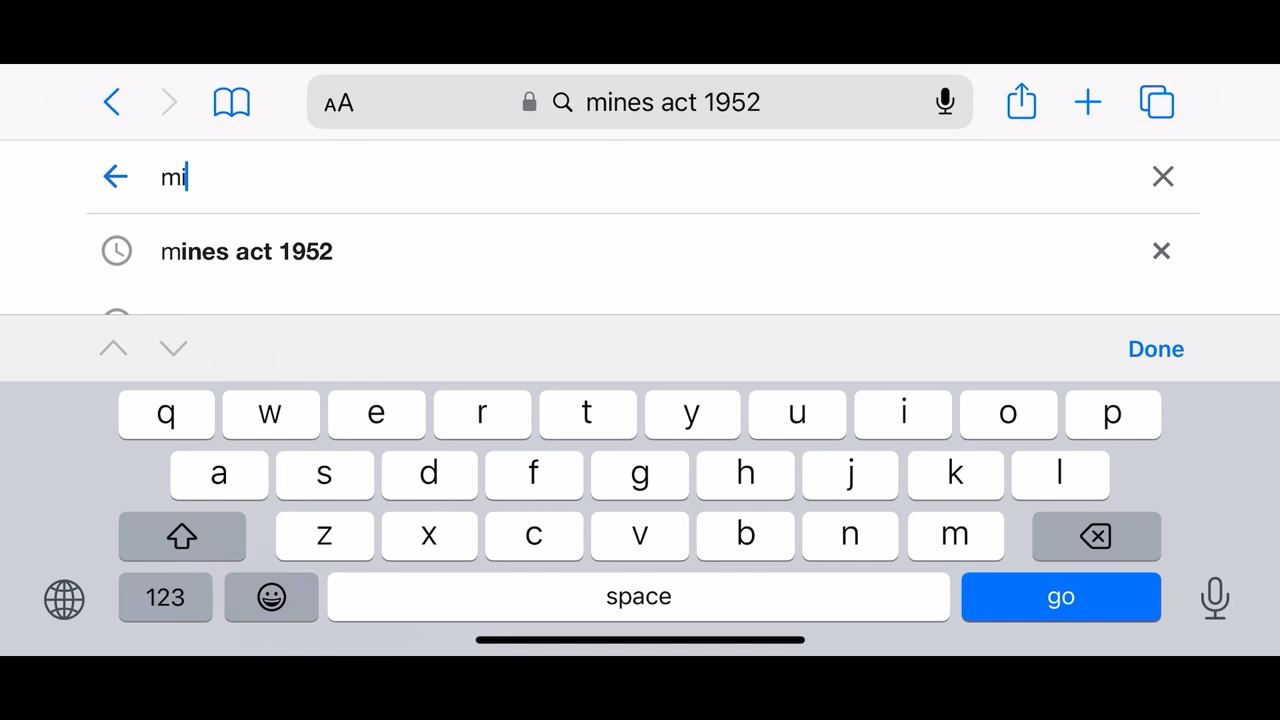 AA mines act 1952
mi
mines act 1952
Done
q w e r t y u i o p
a s d f g h j k l
z x c v b n m
123 space go